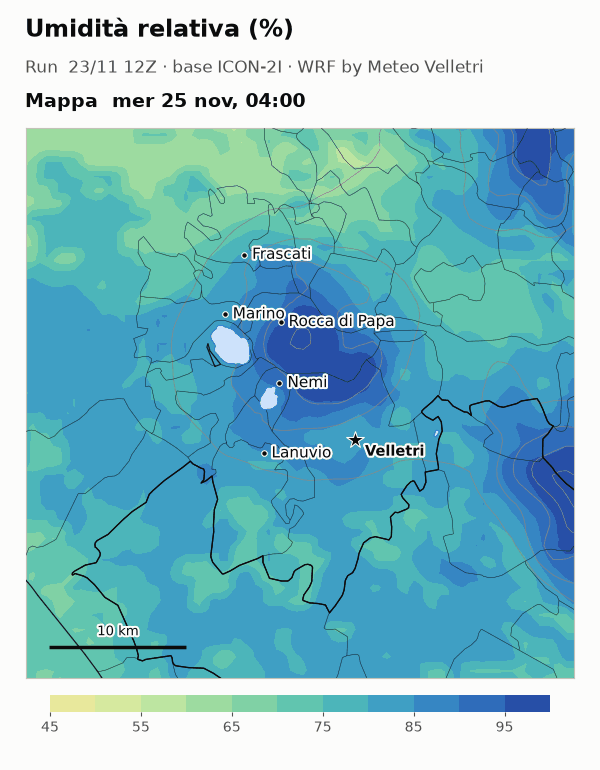 Umidità relativa (%)
Run  23/11 12Z · base ICON-2I · WRF by Meteo Velletri
Mappa  mer 25 nov, 04:00
Frascati
Marino
Rocca di Papa
Nemi
Velletri
Lanuvio
10 km
45 55 65 75 85 95